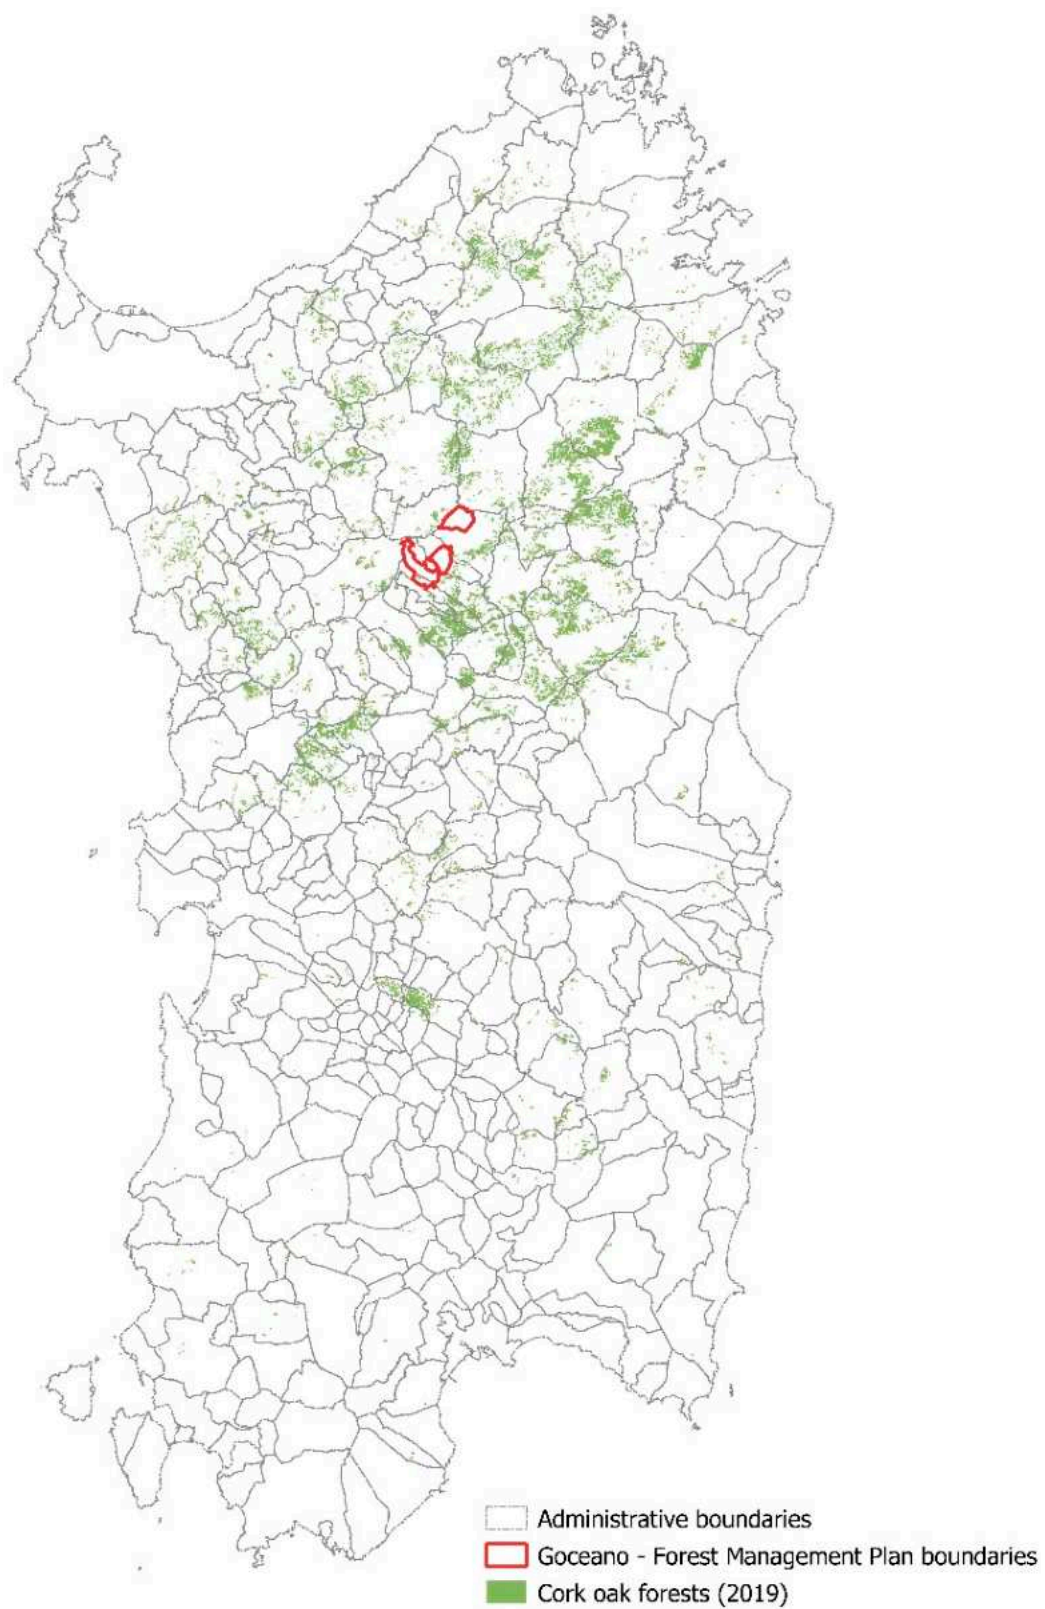 Administrative boundaries
Goceano - Forest Management Plan boundaries
Cork oak forests (2019)